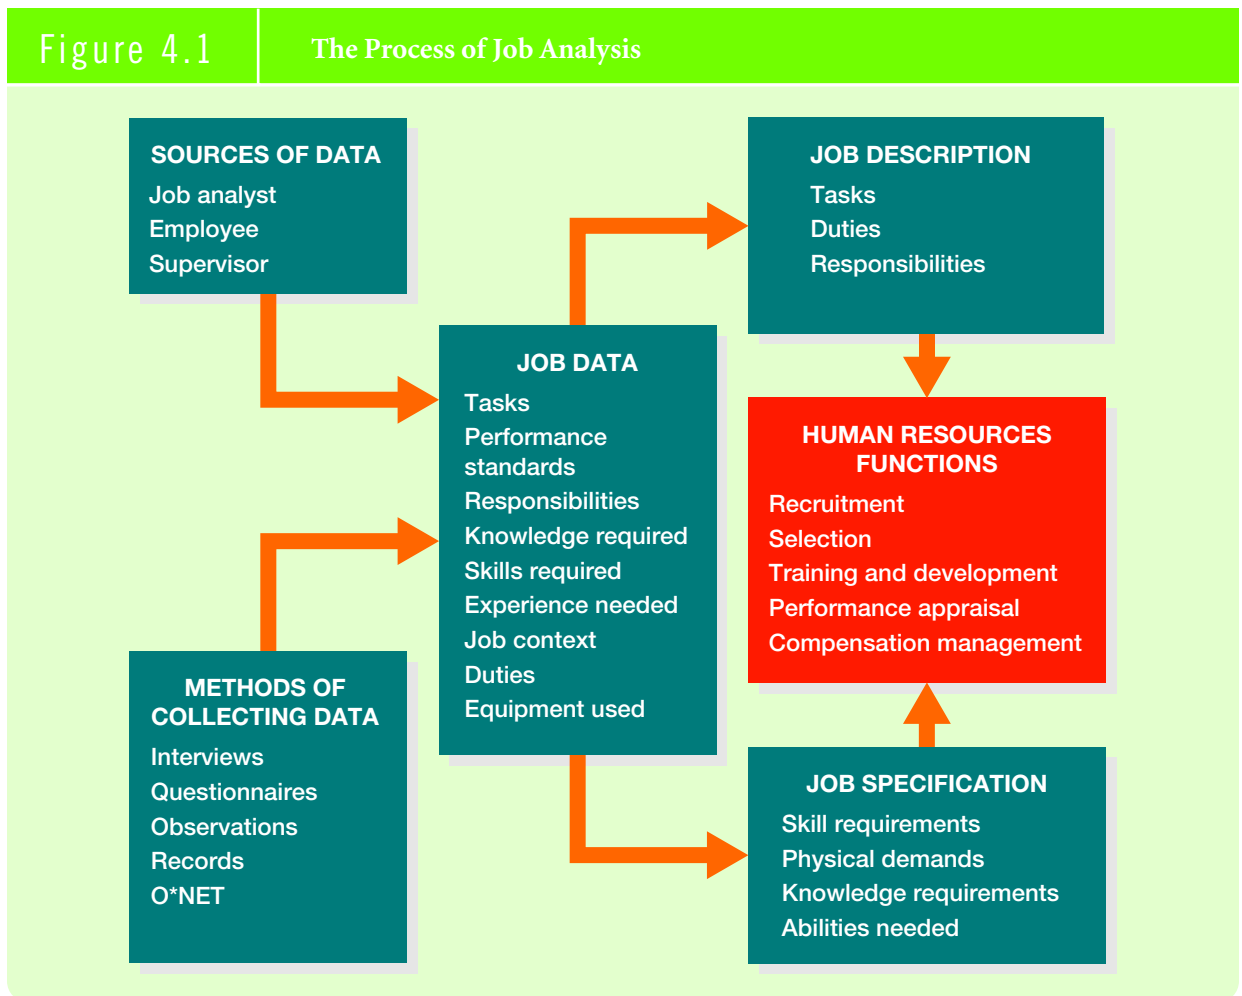 Figure 4.1
The Process of Job Analysis
SOURCES OF DATA
Job analyst
Employee
Supervisor
METHODS OF
COLLECTING DATA
Interviews
Questionnaires
Observations
Records
O*NET
JOB DATA
Tasks
Performance
standards
Responsibilities
Knowledge required
Skills required
Experience needed
Job context
Duties
Equipment used
JOB DESCRIPTION
Tasks
Duties
Responsibilities
HUMAN RESOURCES
FUNCTIONS
Recruitment
Selection
Training and development
Performance appraisal
Compensation management
JOB SPECIFICATION
Skill requirements
Physical demands
Knowledge requirements
Abilities needed